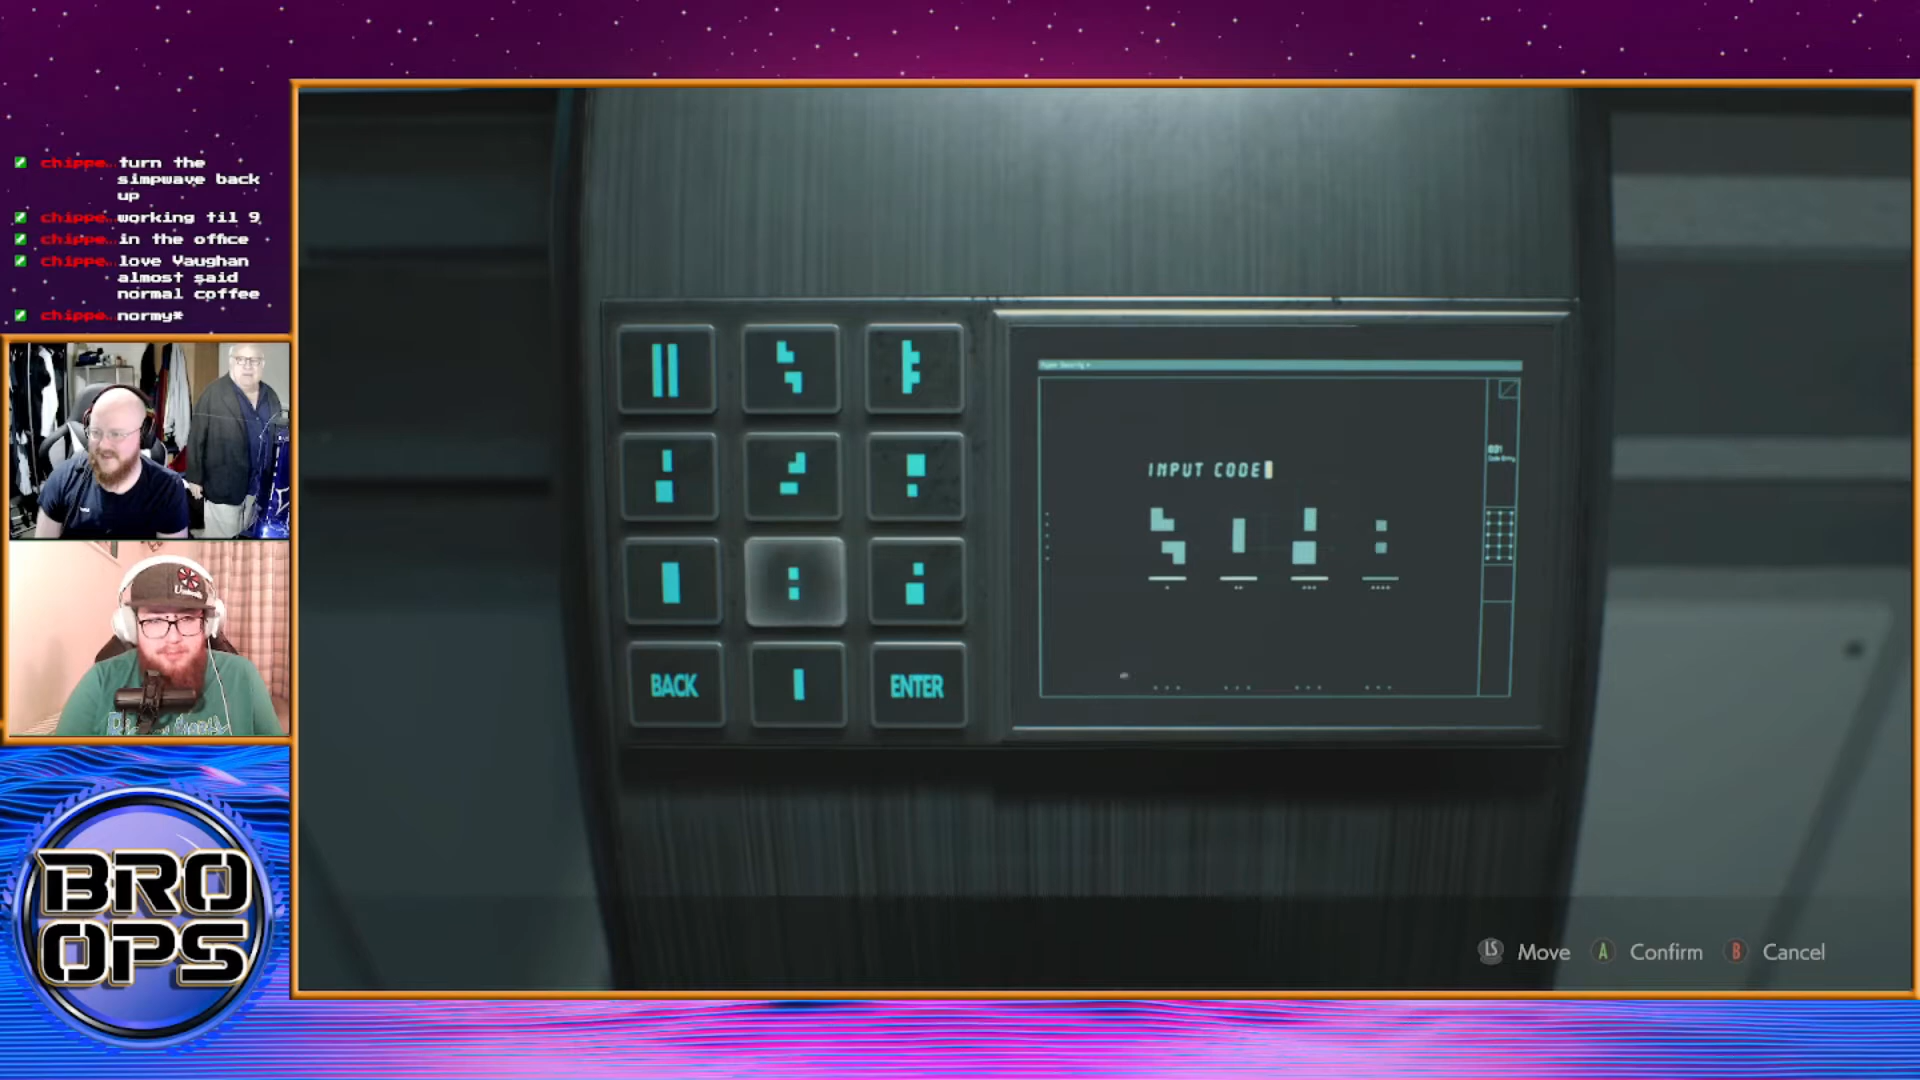 chippe... turn the
simpwave back
up
chippe... working til 9
chippe... in the office
chippe... love Vaughan
almost said
normal coffee
chippe... normy*
INPUT CODE
BACK
ENTER
BRO
OPS
LS Move A Confirm B Cancel